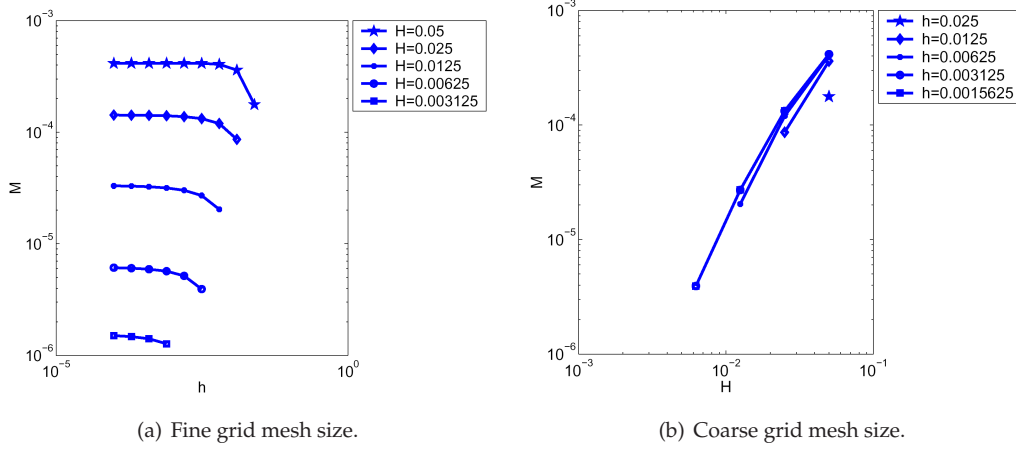 10⁻³
10⁻⁴
10⁻⁵
10⁻⁶
M
10⁻⁵
10⁰
h
H=0.05
H=0.025
H=0.0125
H=0.00625
H=0.003125
(a) Fine grid mesh size.
10⁻³
10⁻⁴
10⁻⁵
10⁻⁶
M
10⁻³
10⁻²
10⁻¹
H
h=0.025
h=0.0125
h=0.00625
h=0.003125
h=0.0015625
(b) Coarse grid mesh size.